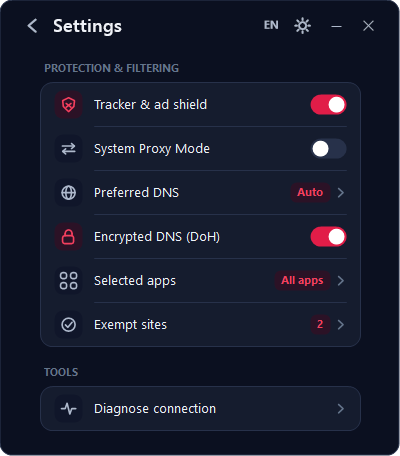 Settings
EN
PROTECTION & FILTERING
Tracker & ad shield
System Proxy Mode
Preferred DNS Auto
Encrypted DNS (DoH)
Selected apps All apps
Exempt sites 2
TOOLS
Diagnose connection